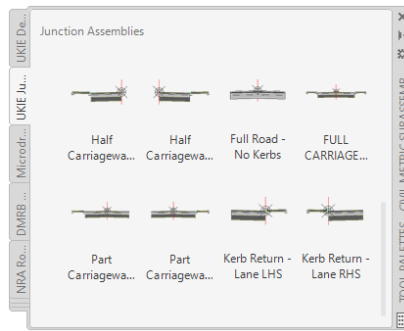 Junction Assemblies
Half
Carriagewa...
Half
Carriagewa...
Full Road -
No Kerbs
FULL
CARRIAGE...
Part
Carriagewa...
Part
Carriagewa...
Kerb Return -
Lane LHS
Kerb Return -
Lane RHS
UKIE De...
UKIE Ju...
Microdr...
DMRB ...
NRA Ro...
TOOL PALETTES - CIVIL METRIC SUBASSEMB